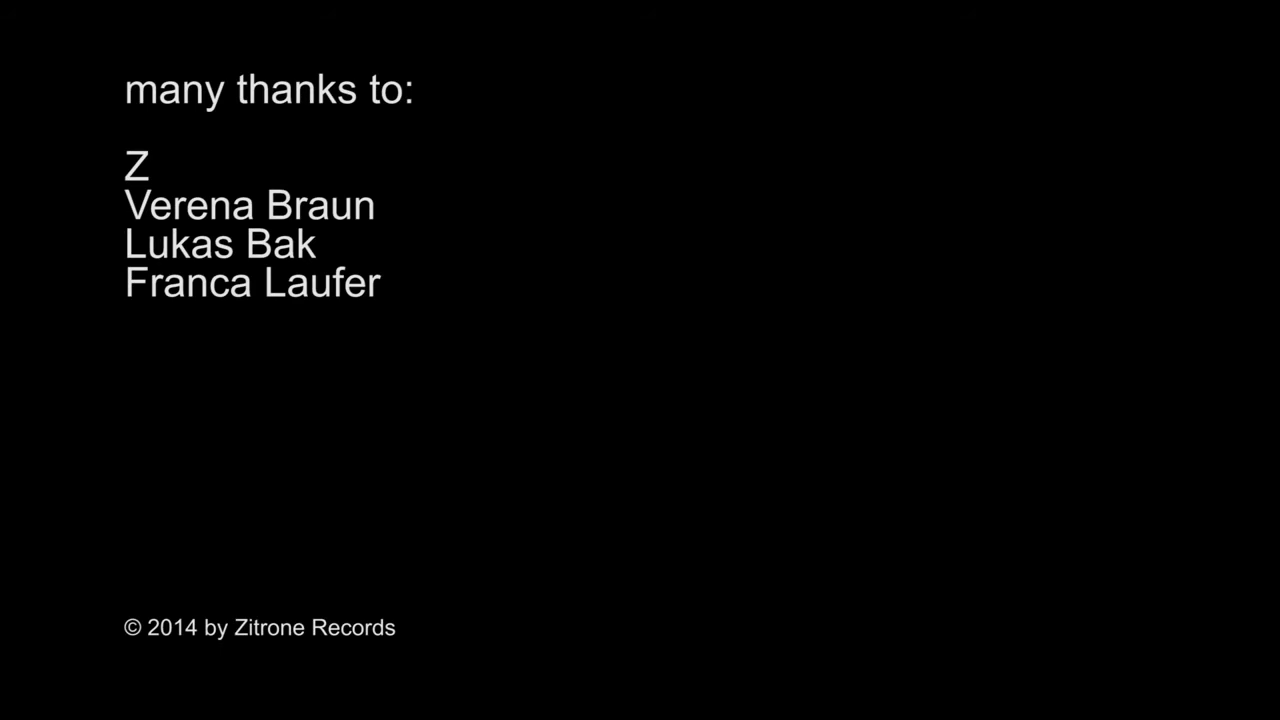 many thanks to:
Z
Verena Braun
Lukas Bak
Franca Laufer
© 2014 by Zitrone Records